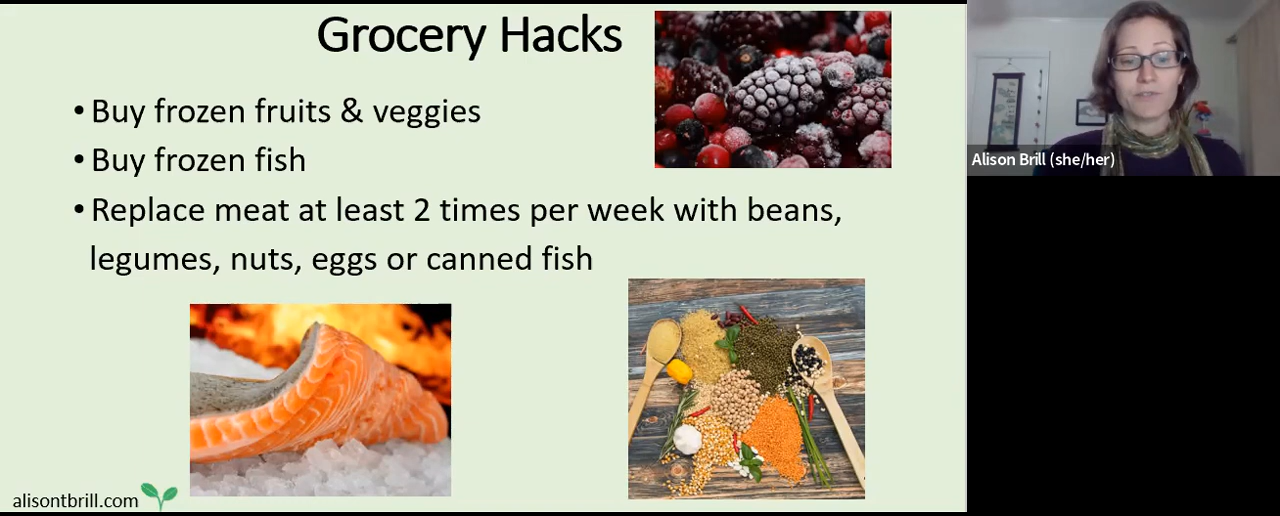 Grocery Hacks
• Buy frozen fruits & veggies
• Buy frozen fish
• Replace meat at least 2 times per week with beans,
legumes, nuts, eggs or canned fish
alisontbrill.com
Alison Brill (she/her)